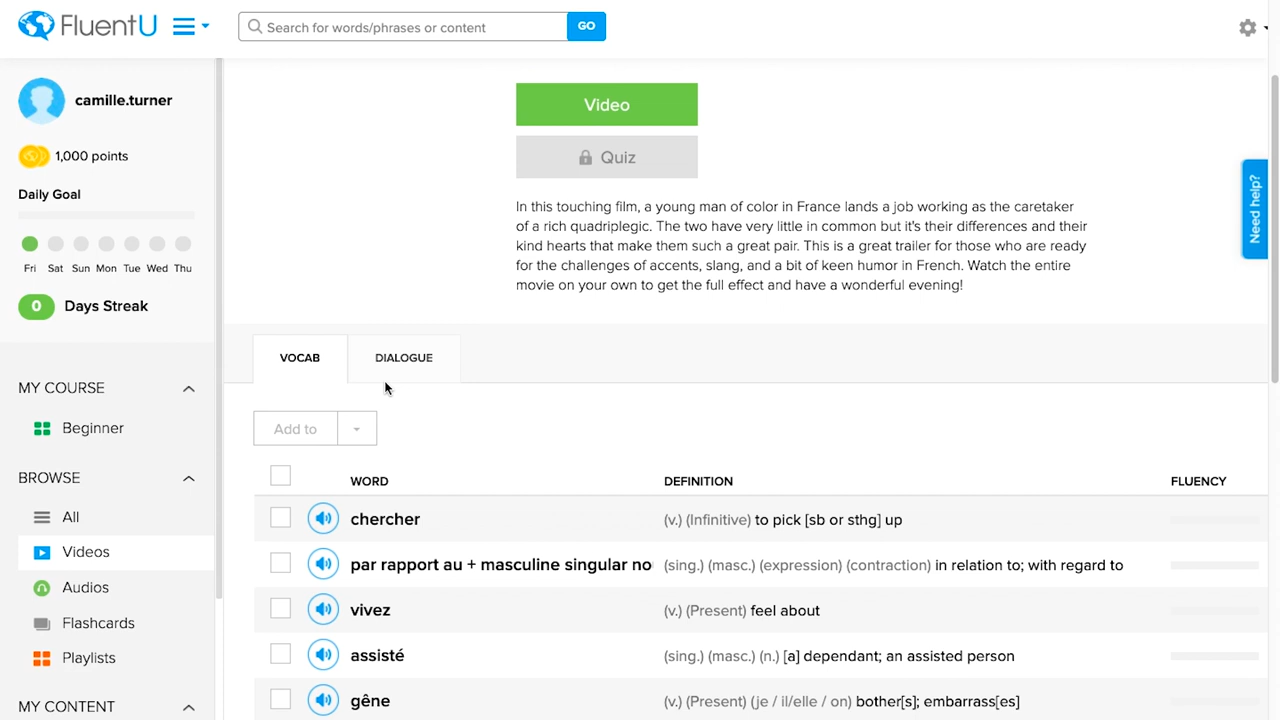 FluentU
Search for words/phrases or content
GO
camille.turner
1,000 points
Daily Goal
Fri Sat Sun Mon Tue Wed Thu
0 Days Streak
MY COURSE
Beginner
BROWSE
All
Videos
Audios
Flashcards
Playlists
MY CONTENT
Video
Quiz
In this touching film, a young man of color in France lands a job working as the caretaker
of a rich quadriplegic. The two have very little in common but it's their differences and their
kind hearts that make them such a great pair. This is a great trailer for those who are ready
for the challenges of accents, slang, and a bit of keen humor in French. Watch the entire
movie on your own to get the full effect and have a wonderful evening!
Need help?
VOCAB DIALOGUE
Add to
WORD DEFINITION FLUENCY
chercher (v.) (Infinitive) to pick [sb or sthg] up
par rapport au + masculine singular no (sing.) (masc.) (expression) (contraction) in relation to; with regard to
vivez (v.) (Present) feel about
assisté (sing.) (masc.) (n.) [a] dependant; an assisted person
gêne (v.) (Present) (je / il/elle / on) bother[s]; embarrass[es]